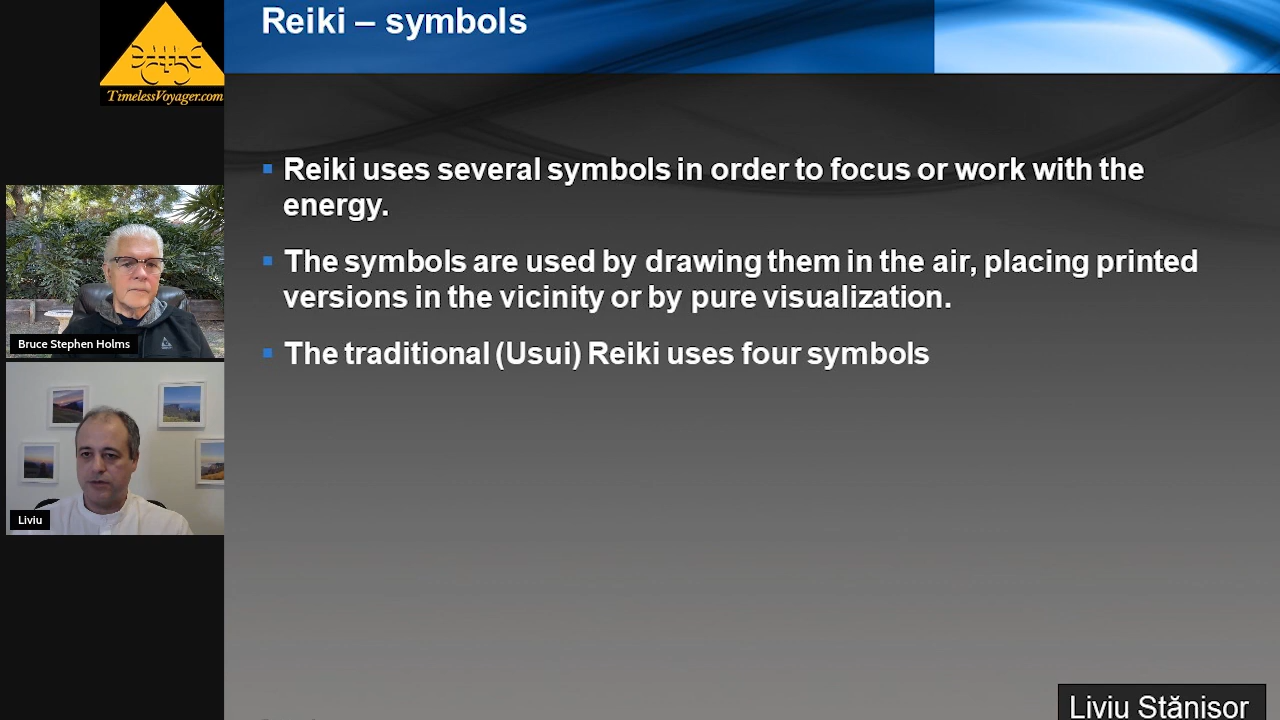 Reiki – symbols
TimelessVoyager.com
Reiki uses several symbols in order to focus or work with the
energy.
The symbols are used by drawing them in the air, placing printed
versions in the vicinity or by pure visualization.
The traditional (Usui) Reiki uses four symbols
Bruce Stephen Holms
Liviu
Liviu Stănișor